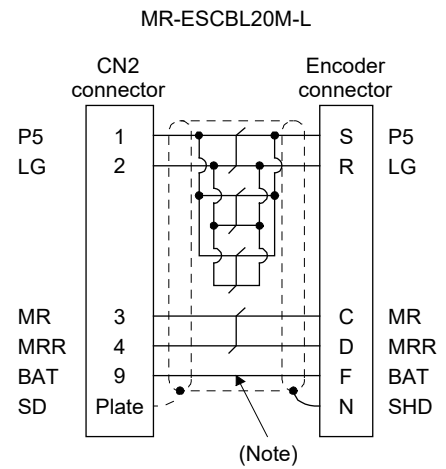 MR-ESCBL20M-L
CN2 connector
Encoder connector
P5 1 S P5
LG 2 R LG
MR 3 C MR
MRR 4 D MRR
BAT 9 F BAT
SD Plate N SHD
(Note)